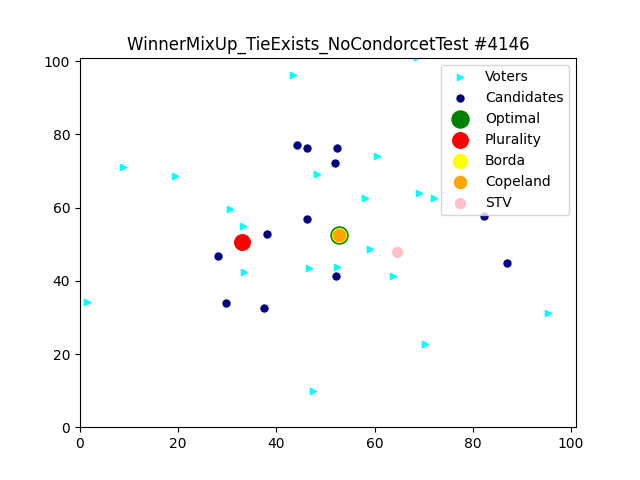 WinnerMixUp_TieExists_NoCondorcetTest #4146
100
80
60
40
20
0
0
20
40
60
80
100
Voters
Candidates
Optimal
Plurality
Borda
Copeland
STV